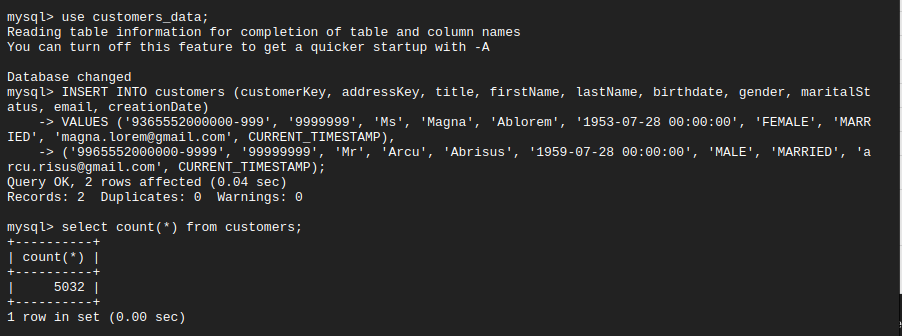 mysql> use customers_data;
Reading table information for completion of table and column names
You can turn off this feature to get a quicker startup with -A
Database changed
mysql> INSERT INTO customers (customerKey, addressKey, title, firstName, lastName, birthdate, gender, maritalSt
atus, email, creationDate)
    -> VALUES ('9365552000000-999', '9999999', 'Ms', 'Magna', 'Ablorem', '1953-07-28 00:00:00', 'FEMALE', 'MARR
IED', 'magna.lorem@gmail.com', CURRENT_TIMESTAMP),
    -> ('9965552000000-9999', '99999999', 'Mr', 'Arcu', 'Abrisus', '1959-07-28 00:00:00', 'MALE', 'MARRIED', 'a
rcu.risus@gmail.com', CURRENT_TIMESTAMP);
Query OK, 2 rows affected (0.04 sec)
Records: 2  Duplicates: 0  Warnings: 0
mysql> select count(*) from customers;
+----------+
| count(*) |
+----------+
|     5032 |
+----------+
1 row in set (0.00 sec)